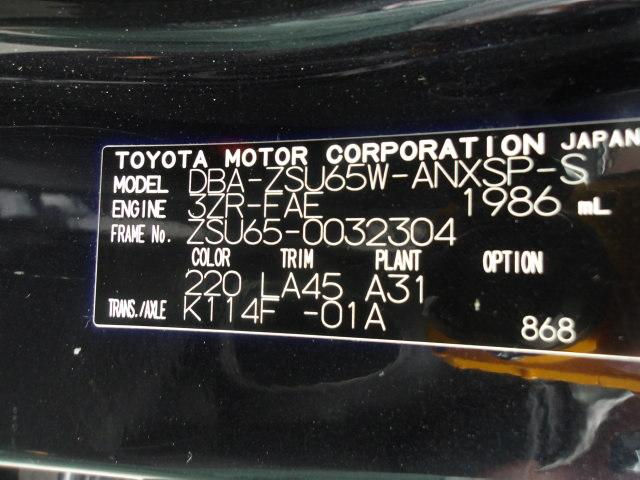 TOYOTA MOTOR CORPORATION JAPAN
MODEL DBA-ZSU65W-ANXSP-S
ENGINE 3ZR-FAE 1986 mL
FRAME No. ZSU65-0032304
COLOR TRIM PLANT OPTION
220 LA45 A31
TRANS./AXLE K114F -01A
868